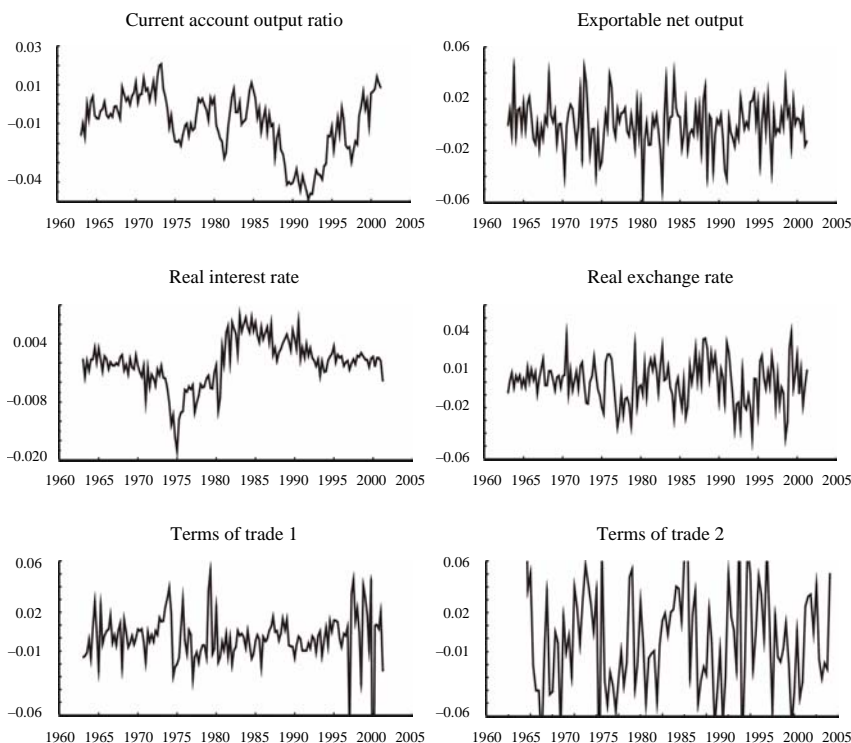 Current account output ratio
0.03
0.01
–0.01
–0.04
1960 1965 1970 1975 1980 1985 1990 1995 2000 2005
Exportable net output
0.06
0.02
–0.02
–0.06
1960 1965 1970 1975 1980 1985 1990 1995 2000 2005
Real interest rate
0.004
–0.008
–0.020
1960 1965 1970 1975 1980 1985 1990 1995 2000 2005
Real exchange rate
0.04
0.01
–0.02
–0.06
1960 1965 1970 1975 1980 1985 1990 1995 2000 2005
Terms of trade 1
0.06
0.02
–0.01
–0.06
1960 1965 1970 1975 1980 1985 1990 1995 2000 2005
Terms of trade 2
0.06
0.02
–0.01
–0.06
1960 1965 1970 1975 1980 1985 1990 1995 2000 2005